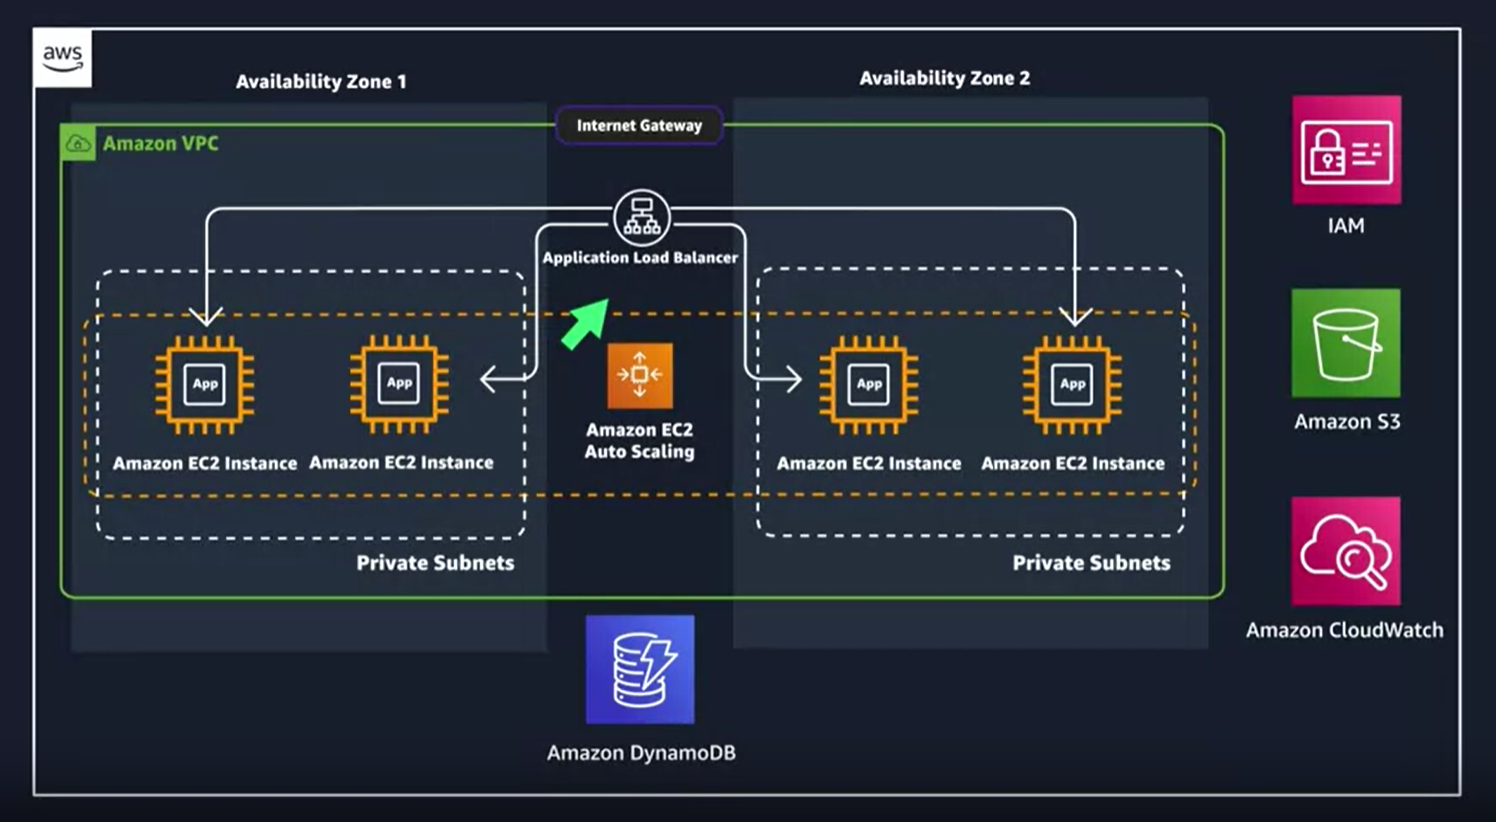 aws
Availability Zone 1
Availability Zone 2
Internet Gateway
Amazon VPC
IAM
Application Load Balancer
App
App
App
App
Amazon S3
Amazon EC2
Auto Scaling
Amazon EC2 Instance
Amazon EC2 Instance
Amazon EC2 Instance
Amazon EC2 Instance
Private Subnets
Private Subnets
Amazon CloudWatch
Amazon DynamoDB